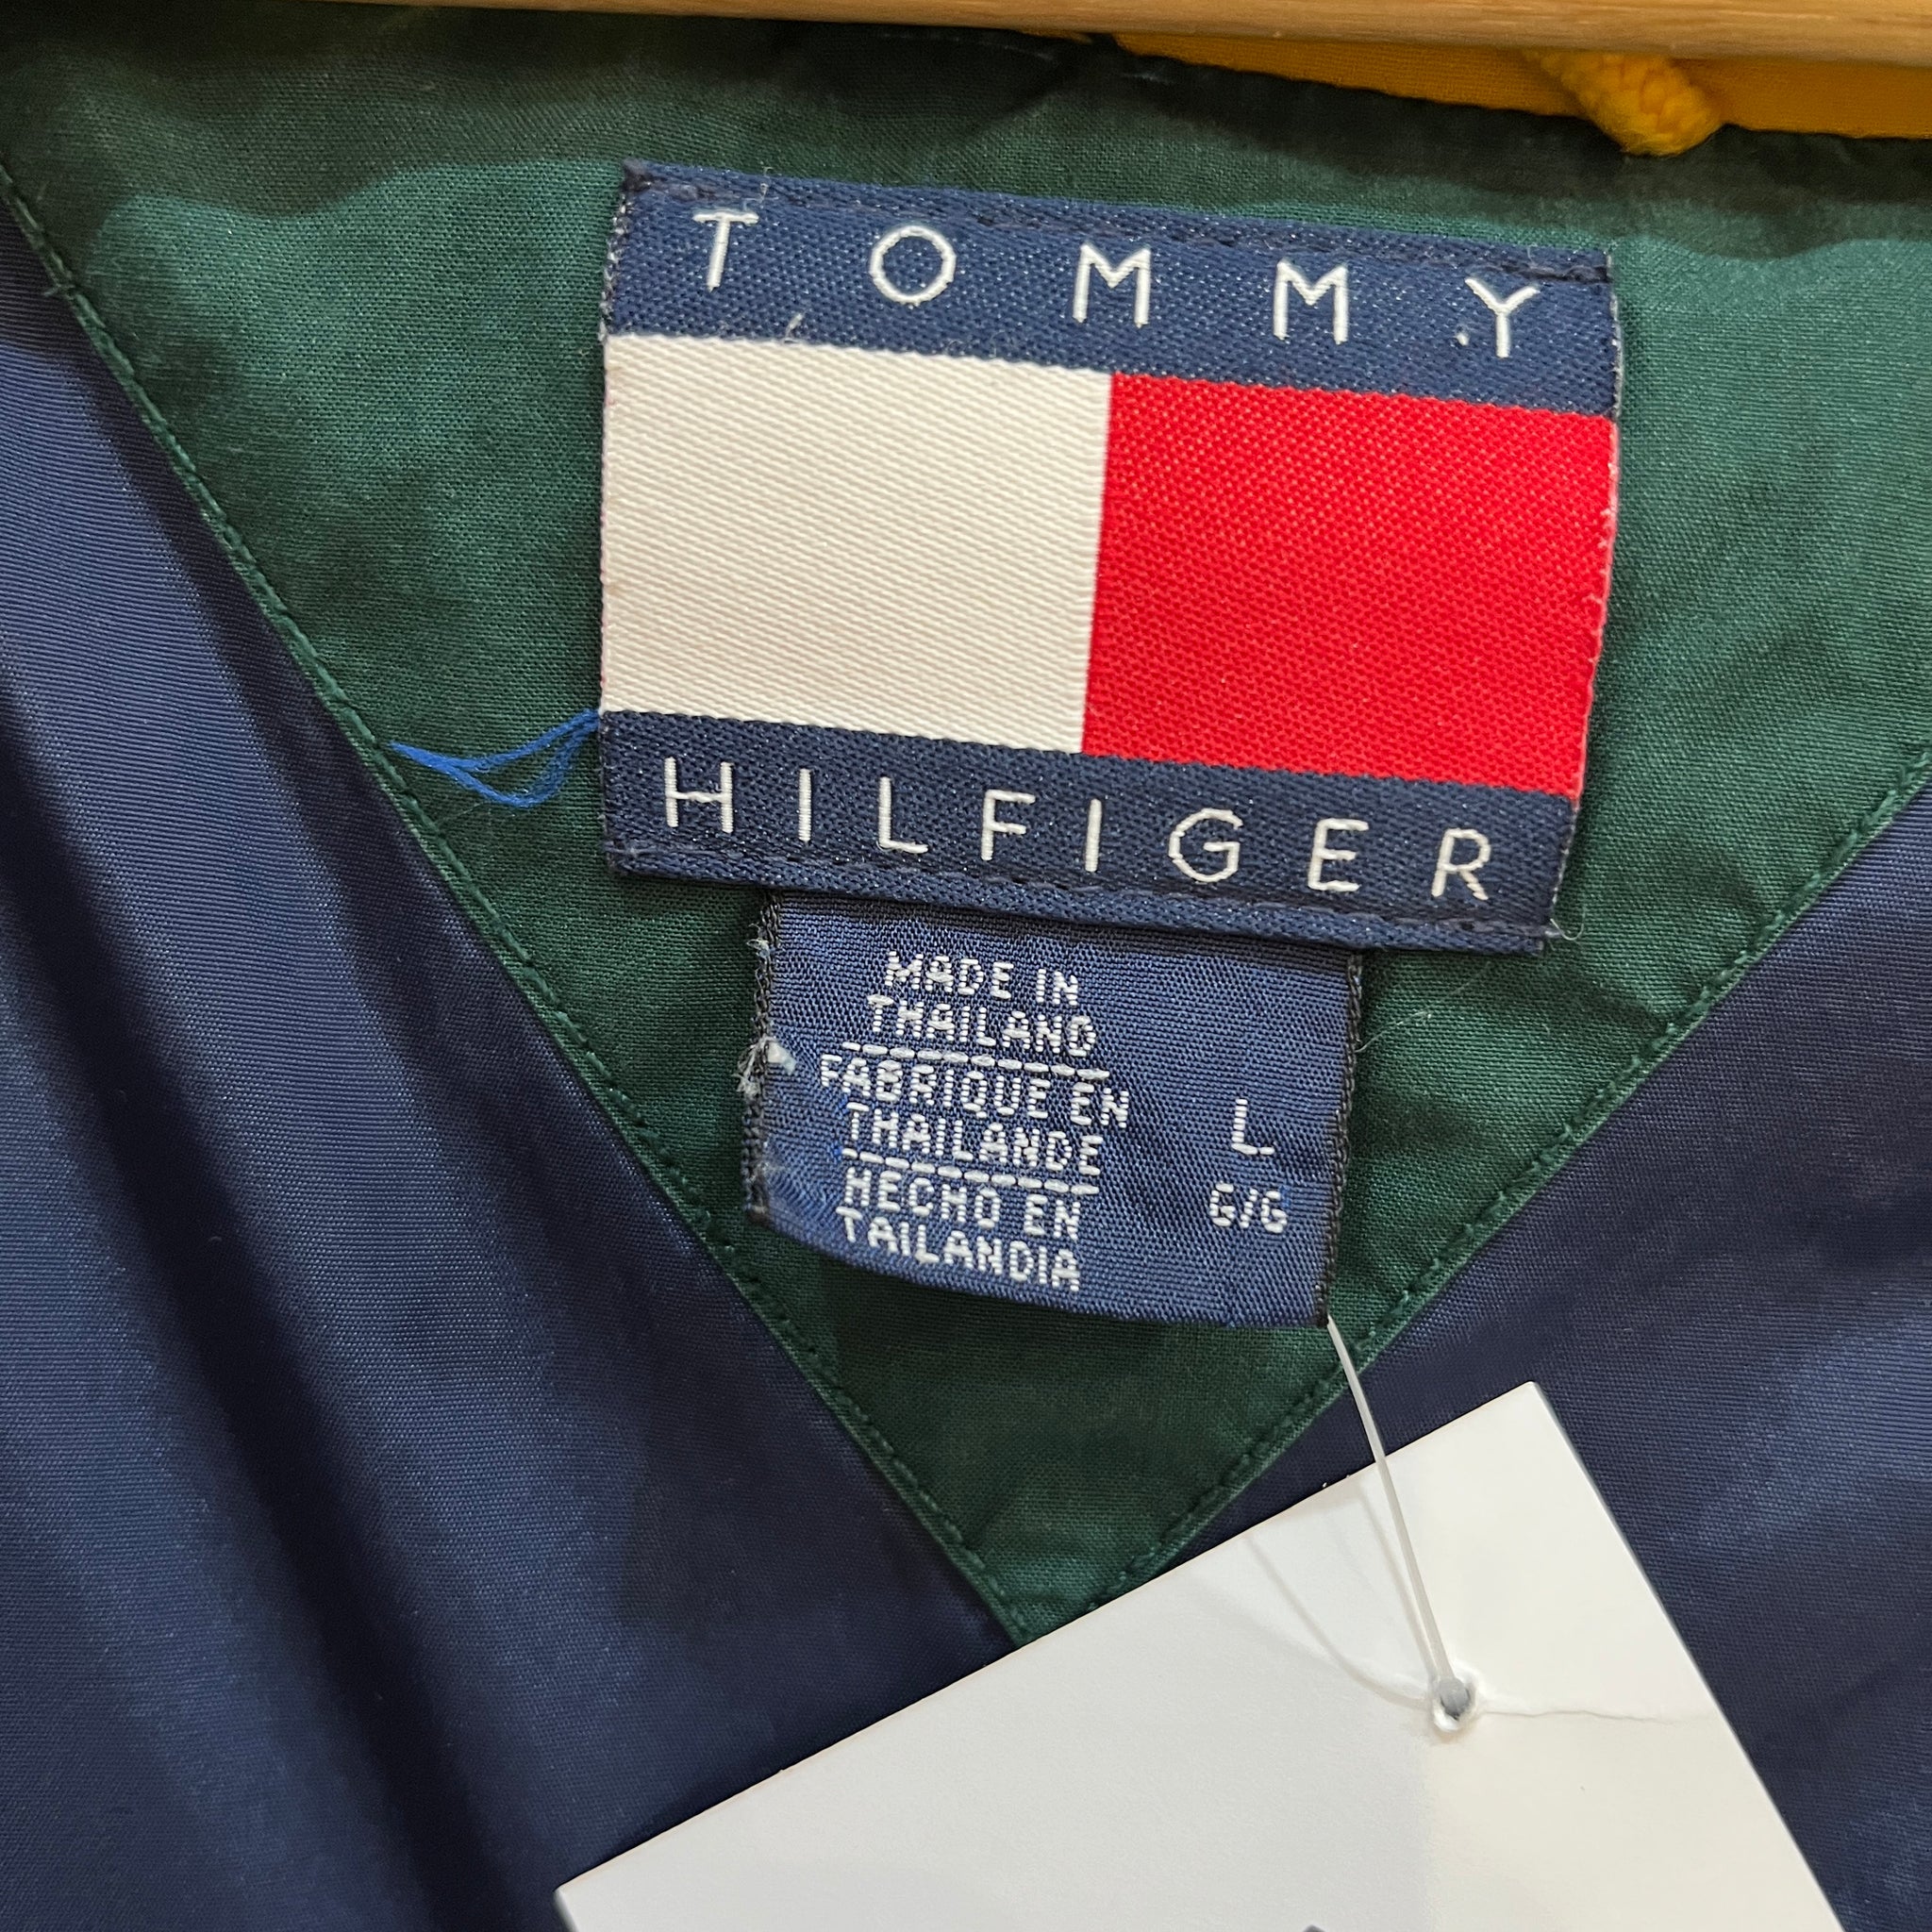 TOMMY
HILFIGER
MADE IN
THAILAND
FABRIQUE EN
THAILANDE
HECHO EN
TAILANDIA
L
G/G